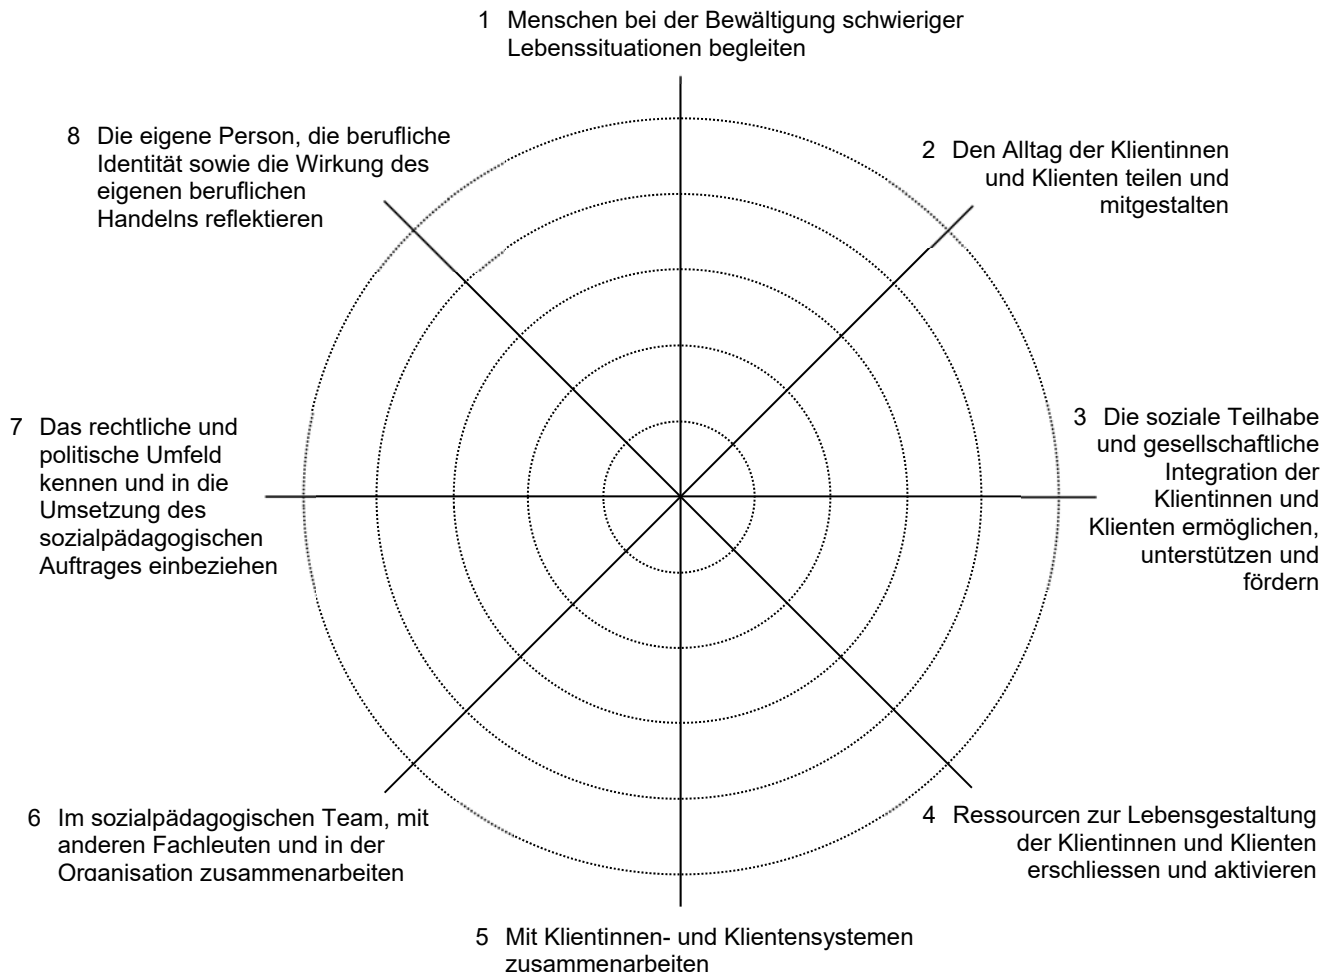 1 Menschen bei der Bewältigung schwieriger
Lebenssituationen begleiten
2 Den Alltag der Klientinnen
und Klienten teilen und
mitgestalten
3 Die soziale Teilhabe
und gesellschaftliche
Integration der
Klientinnen und
Klienten ermöglichen,
unterstützen und
fördern
4 Ressourcen zur Lebensgestaltung
der Klientinnen und Klienten
erschliessen und aktivieren
5 Mit Klientinnen- und Klientensystemen
zusammenarbeiten
6 Im sozialpädagogischen Team, mit
anderen Fachleuten und in der
Organisation zusammenarbeiten
7 Das rechtliche und
politische Umfeld
kennen und in die
Umsetzung des
sozialpädagogischen
Auftrages einbeziehen
8 Die eigene Person, die berufliche
Identität sowie die Wirkung des
eigenen beruflichen
Handelns reflektieren